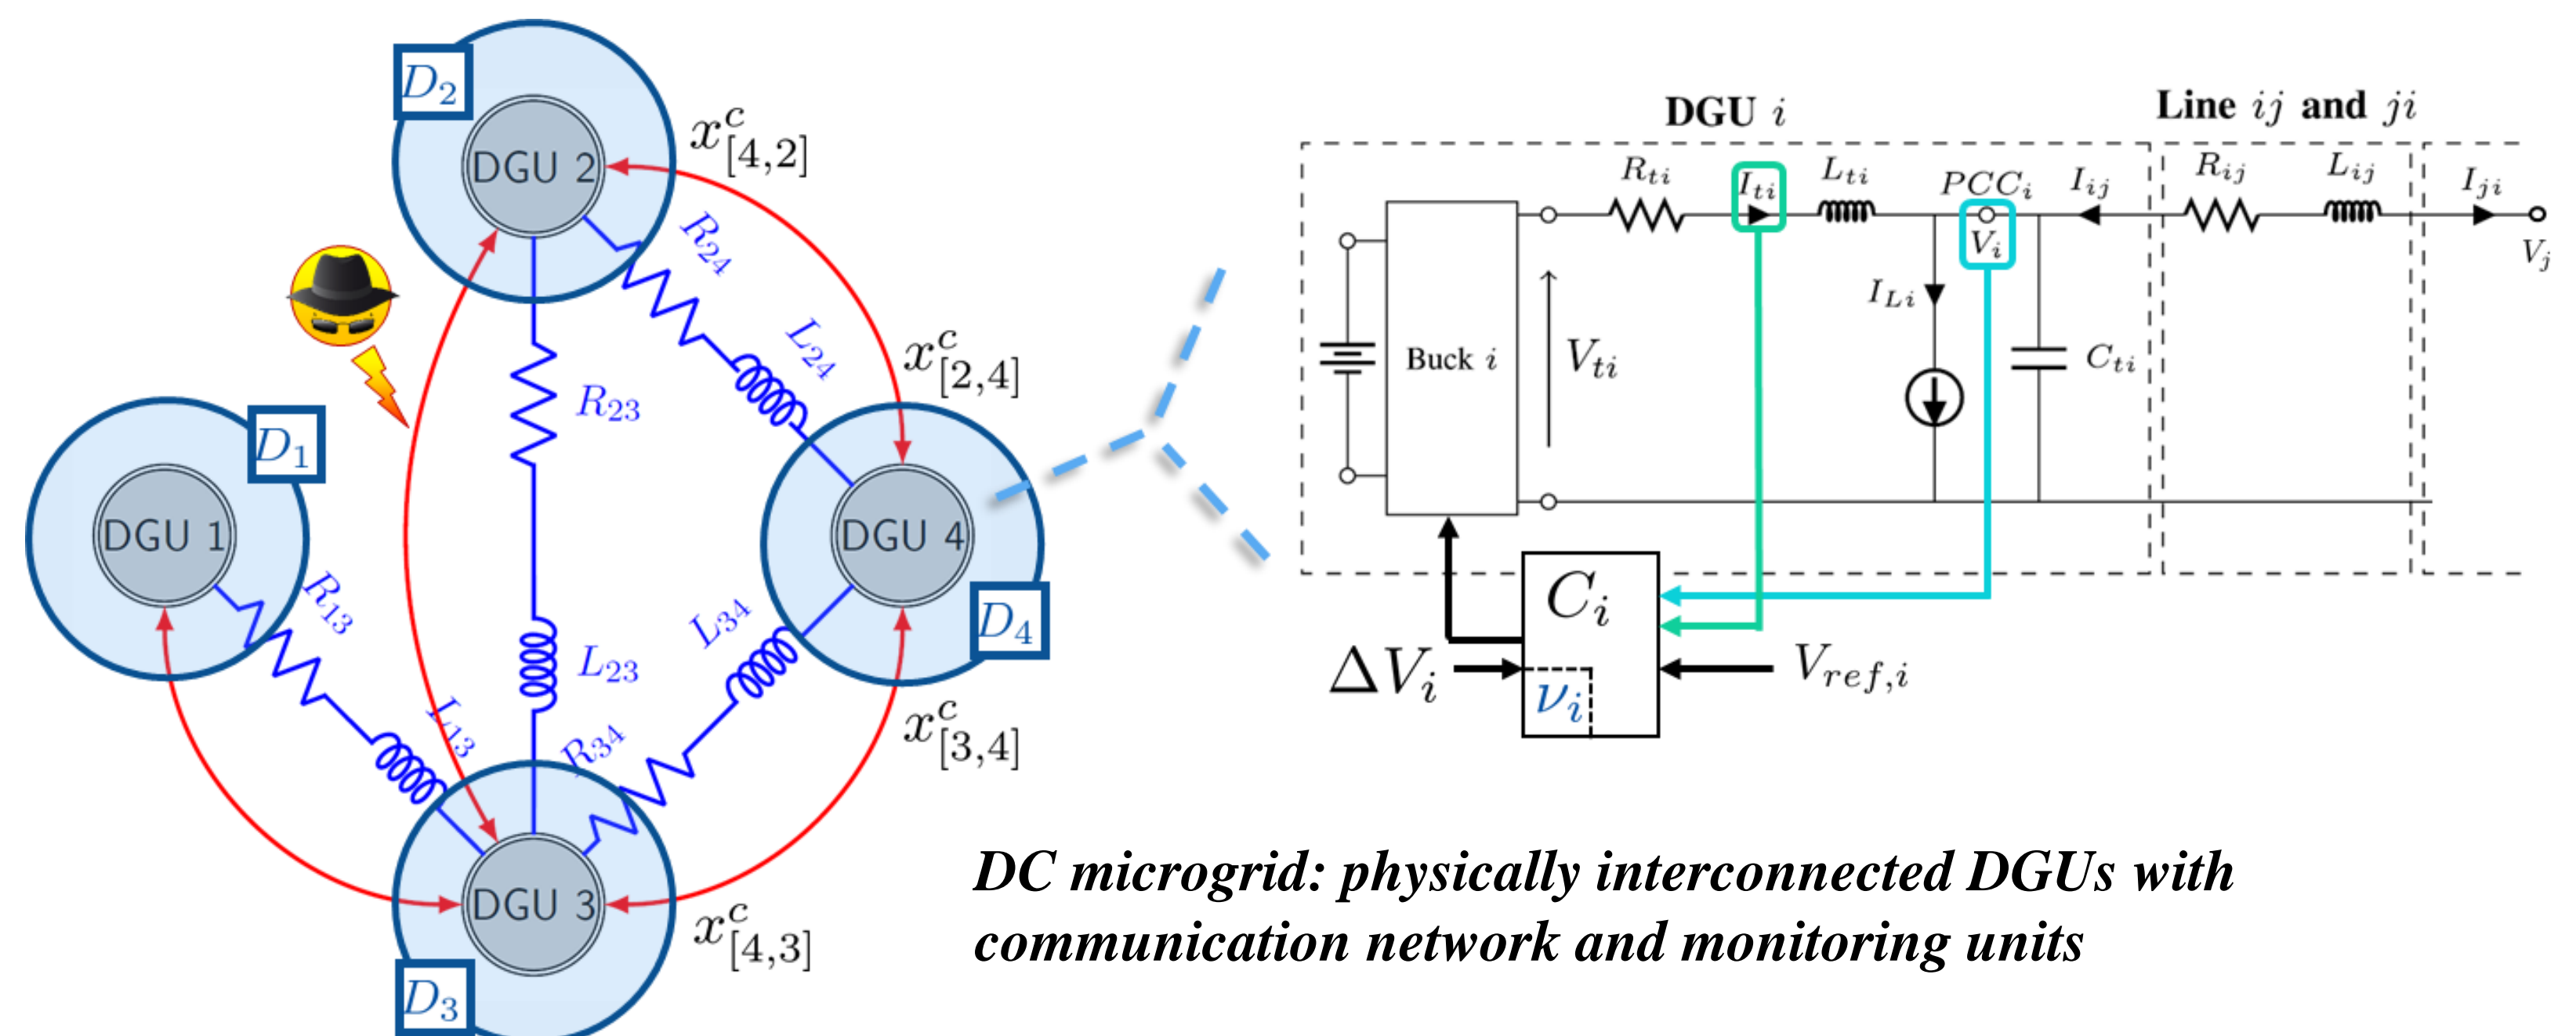 D₂
DGU 2
x^c_[4,2]
R₂₄
L₂₄
x^c_[2,4]
R₂₃
L₂₃
D₁
DGU 1
R₁₃
L₁₃
DGU 4
D₄
L₃₄
R₃₄
x^c_[3,4]
DGU 3
x^c_[4,3]
D₃
DGU i
Line ij and ji
R_ti
I_ti
L_ti
PCC_i
I_ij
R_ij
L_ij
I_ji
V_i
V_j
I_Li
Buck i
V_ti
C_ti
C_i
ΔV_i
ν_i
V_ref,i
DC microgrid: physically interconnected DGUs with
communication network and monitoring units